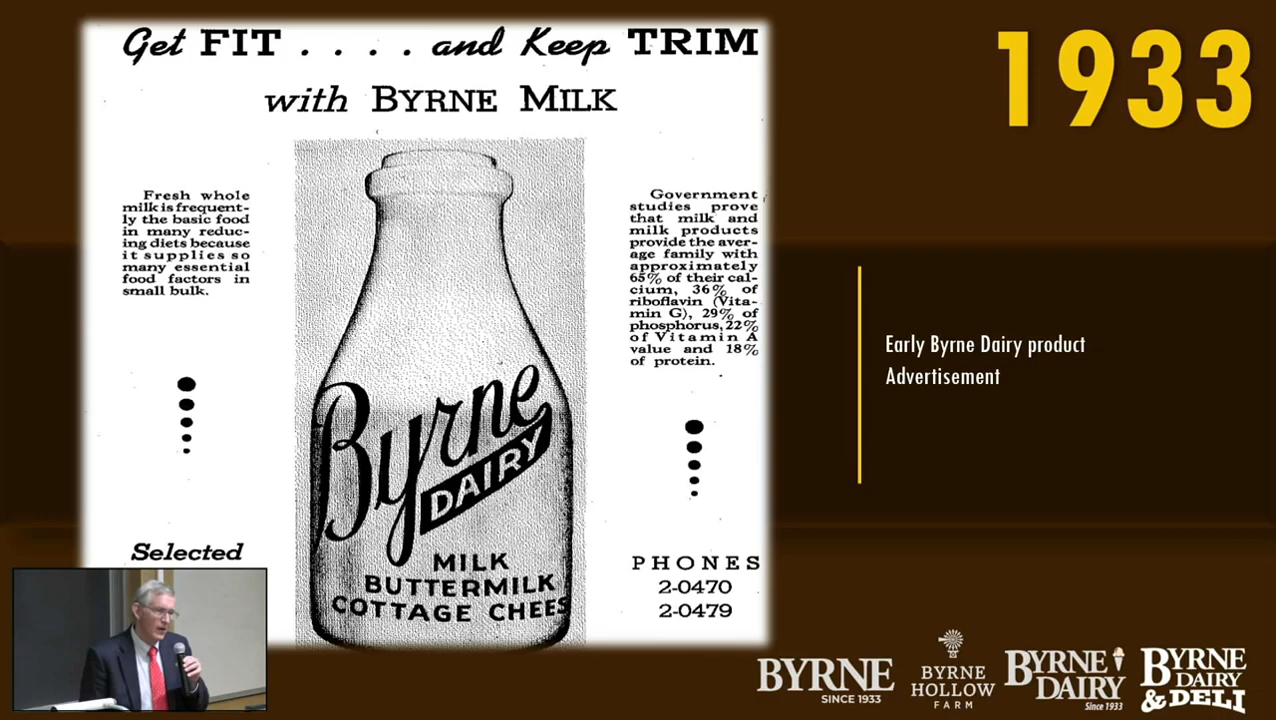 Get FIT . . . . and Keep TRIM
with BYRNE MILK
1933
Fresh whole
milk is frequent-
ly the basic food
in many reduc-
ing diets because
it supplies so
many essential
food factors in
small bulk.
Government
studies prove
that milk and
milk products
provide the aver-
age family with
approximately
65% of their cal-
cium, 36% of
riboflavin (Vita-
min G), 29% of
phosphorus, 22%
of Vitamin A
value and 18%
of protein.
Byrne
DAIRY
MILK
BUTTERMILK
COTTAGE CHEES
Selected
PHONES
2-0470
2-0479
Early Byrne Dairy product
Advertisement
BYRNE
SINCE 1933
BYRNE
HOLLOW
FARM
BYRNE
DAIRY
Since 1933
BYRNE
DAIRY
& DELI